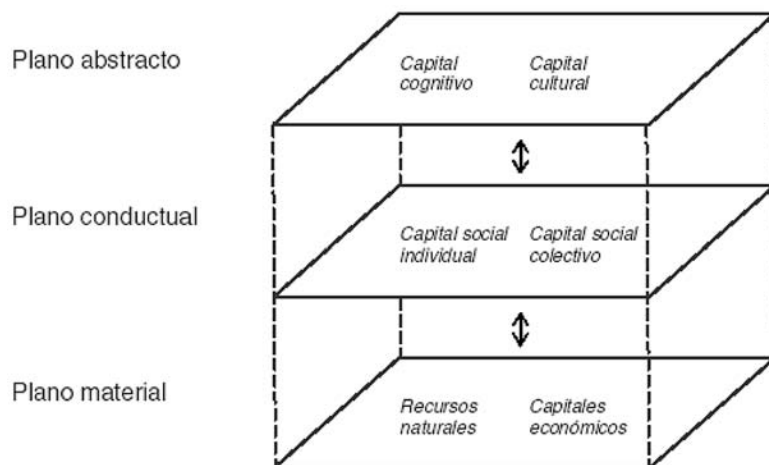 Plano abstracto
Capital cognitivo
Capital cultural
Plano conductual
Capital social individual
Capital social colectivo
Plano material
Recursos naturales
Capitales económicos